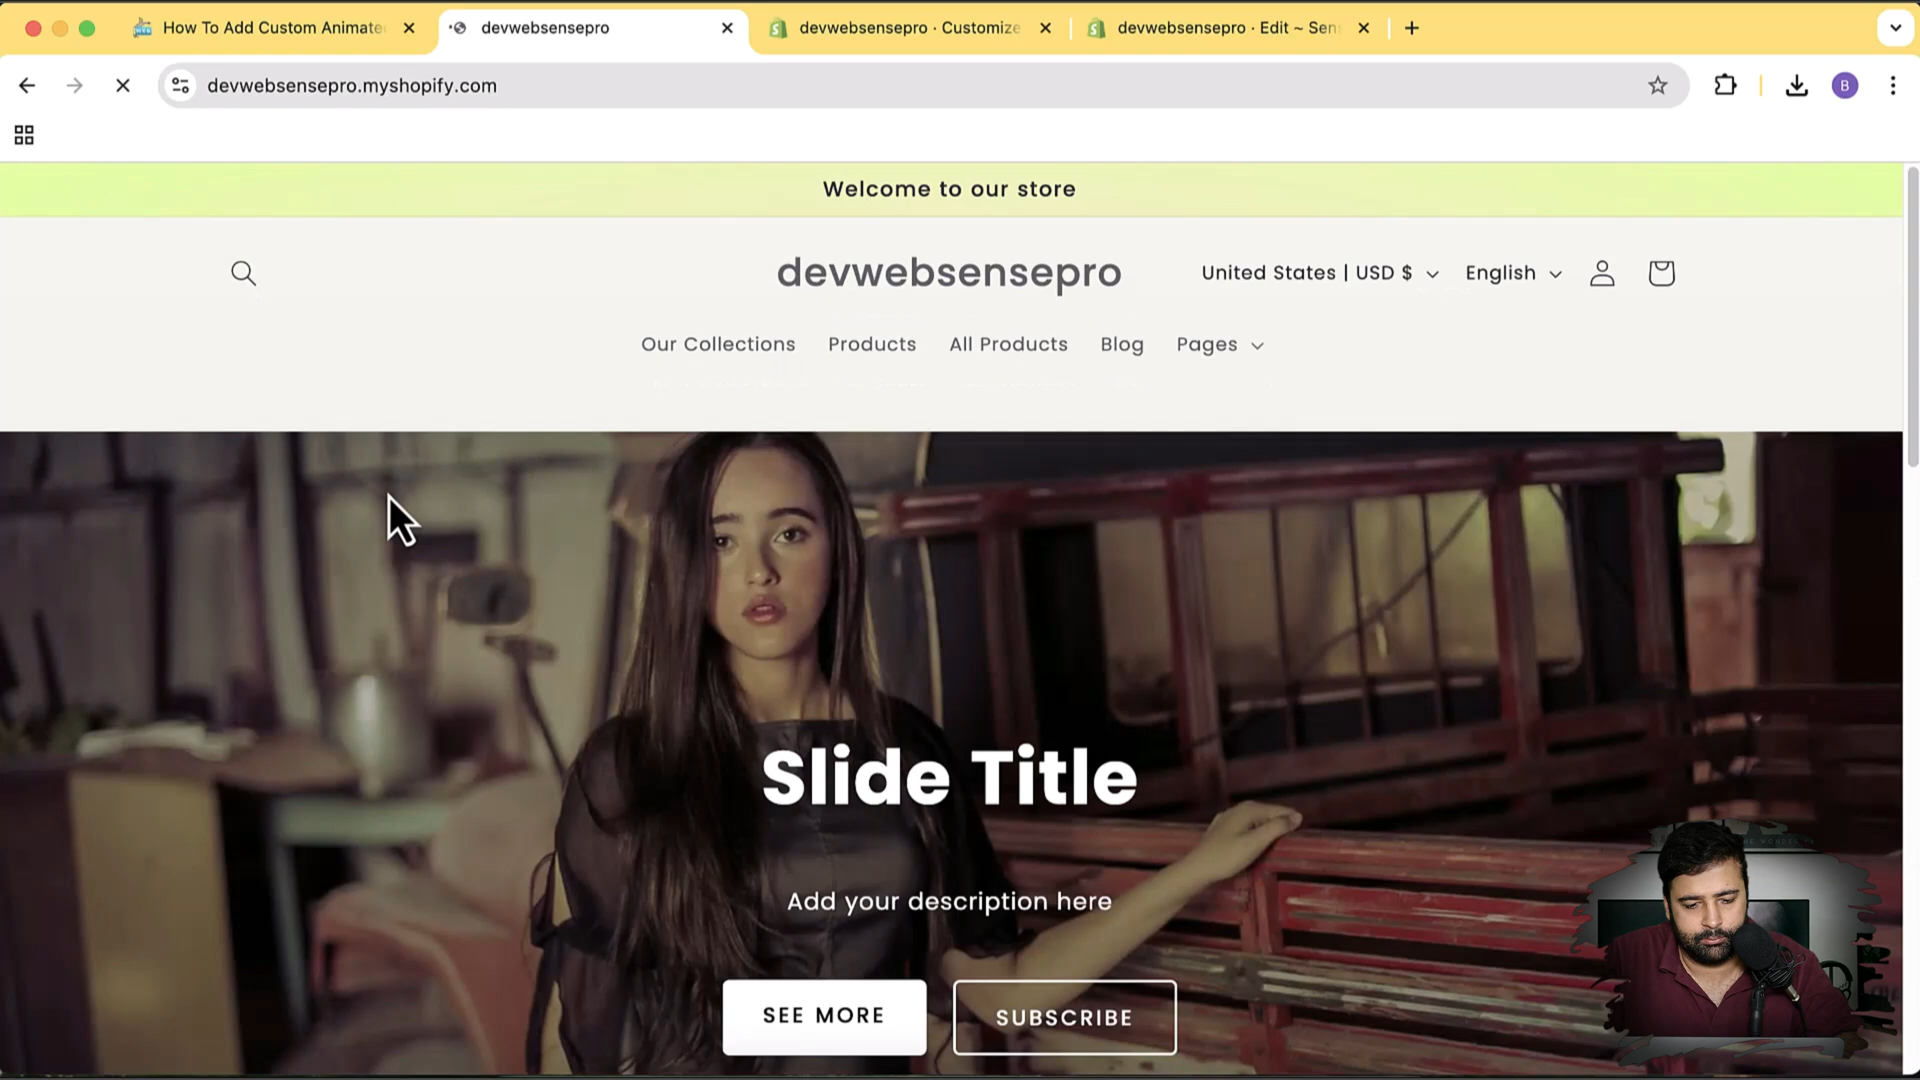 How To Add Custom Animate
devwebsensepro
devwebsensepro · Customize
devwebsensepro · Edit ~ Sen
devwebsensepro.myshopify.com
B
Welcome to our store
devwebsensepro
United States | USD $
English
Our Collections
Products
All Products
Blog
Pages
Slide Title
Add your description here
SEE MORE
SUBSCRIBE